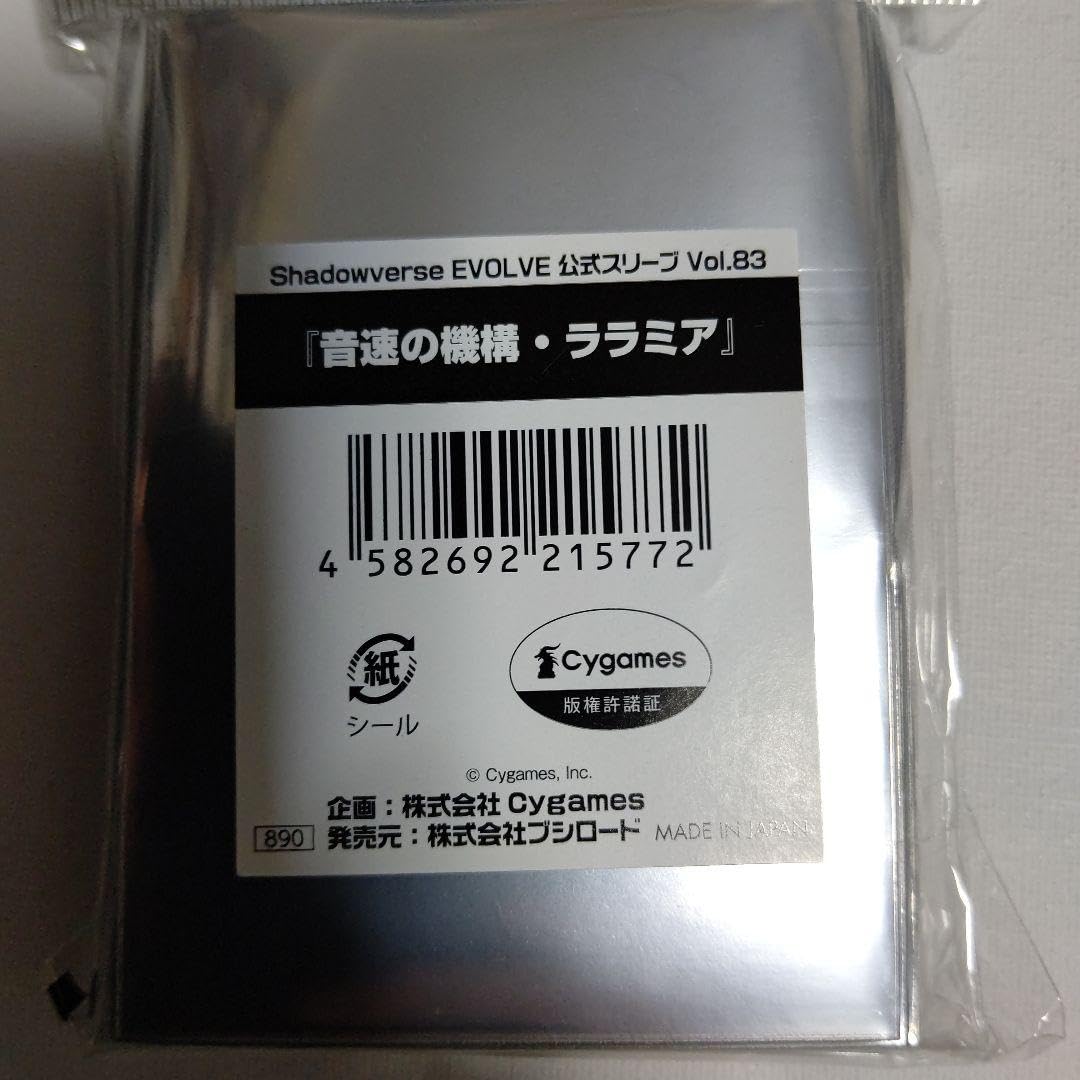 Shadowverse EVOLVE 公式スリーブ Vol.83
『音速の機構・ララミア』
4 582692 215772
紙
シール
Cygames
版権許諾証
© Cygames, Inc.
企画：株式会社 Cygames
890 発売元：株式会社ブシロード MADE IN JAPAN